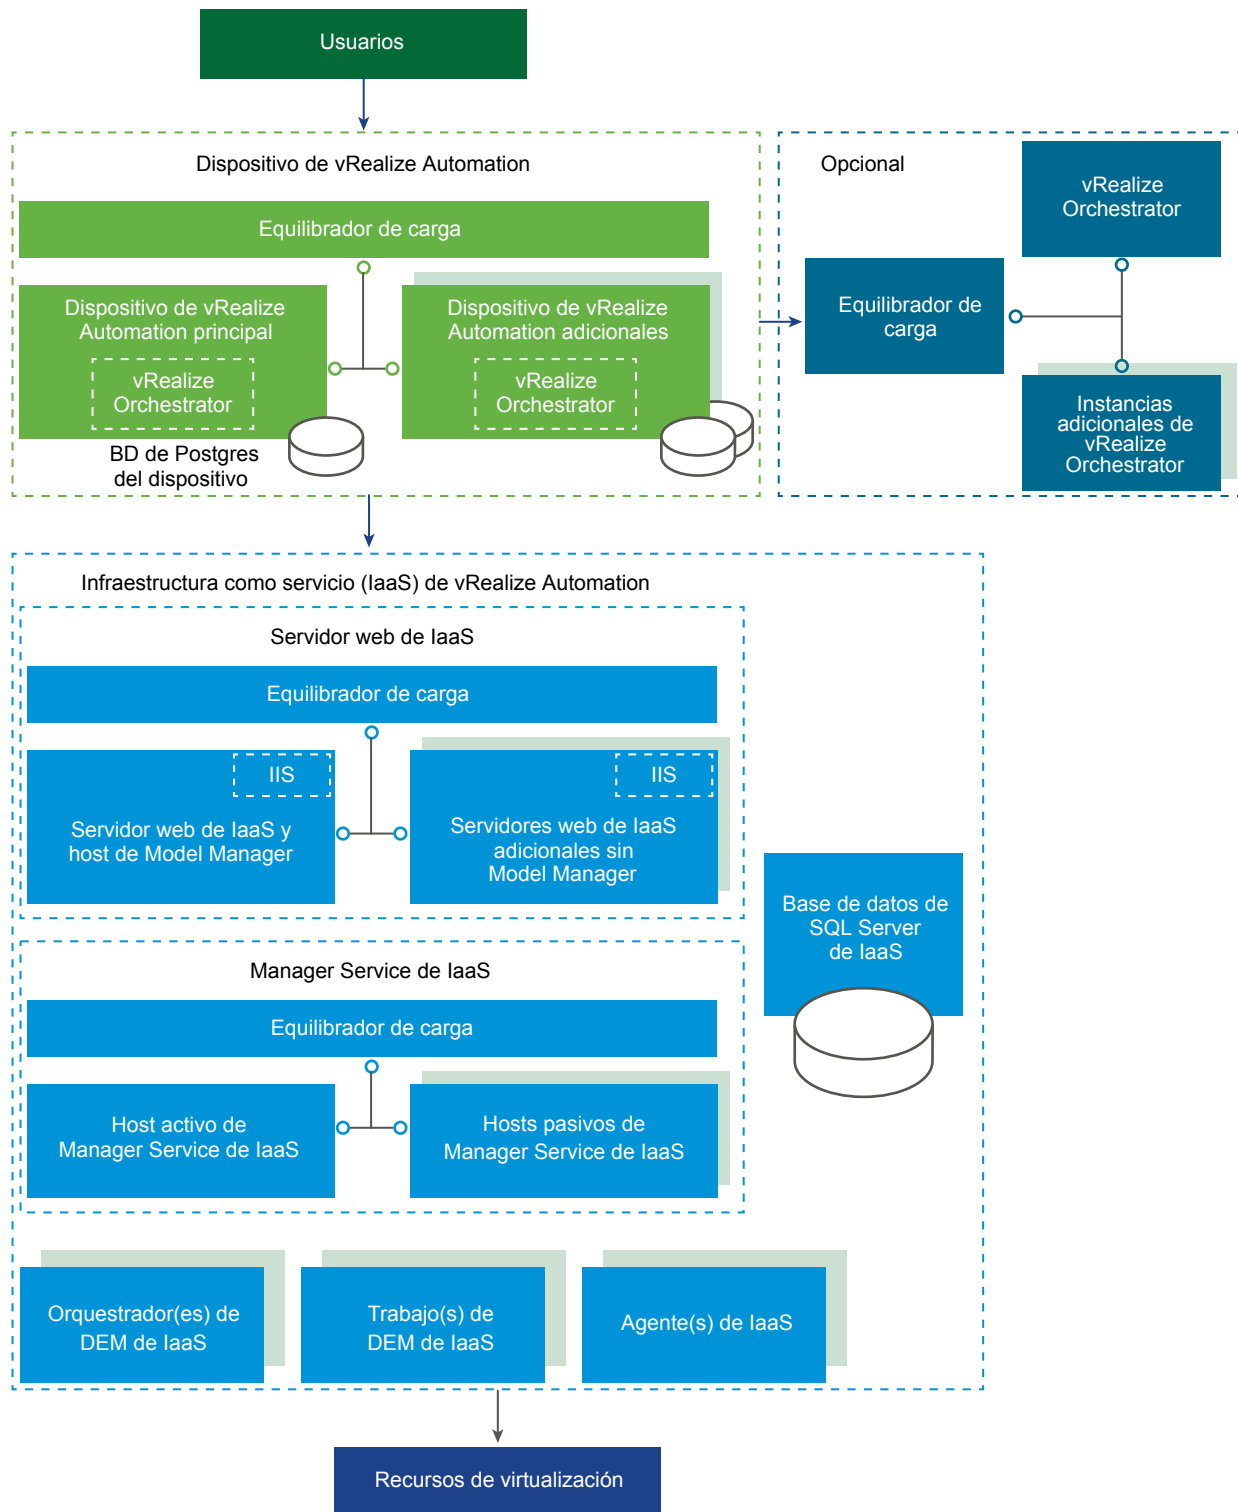 Usuarios
Dispositivo de vRealize Automation
Equilibrador de carga
Dispositivo de vRealize
Automation principal
vRealize
Orchestrator
Dispositivo de vRealize
Automation adicionales
vRealize
Orchestrator
BD de Postgres
del dispositivo
Opcional
vRealize
Orchestrator
Equilibrador de
carga
Instancias
adicionales de
vRealize
Orchestrator
Infraestructura como servicio (IaaS) de vRealize Automation
Servidor web de IaaS
Equilibrador de carga
IIS
Servidor web de IaaS y
host de Model Manager
IIS
Servidores web de IaaS
adicionales sin
Model Manager
Base de datos de
SQL Server
de IaaS
Manager Service de IaaS
Equilibrador de carga
Host activo de
Manager Service de IaaS
Hosts pasivos de
Manager Service de IaaS
Orquestrador(es) de
DEM de IaaS
Trabajo(s) de
DEM de IaaS
Agente(s) de IaaS
Recursos de virtualización